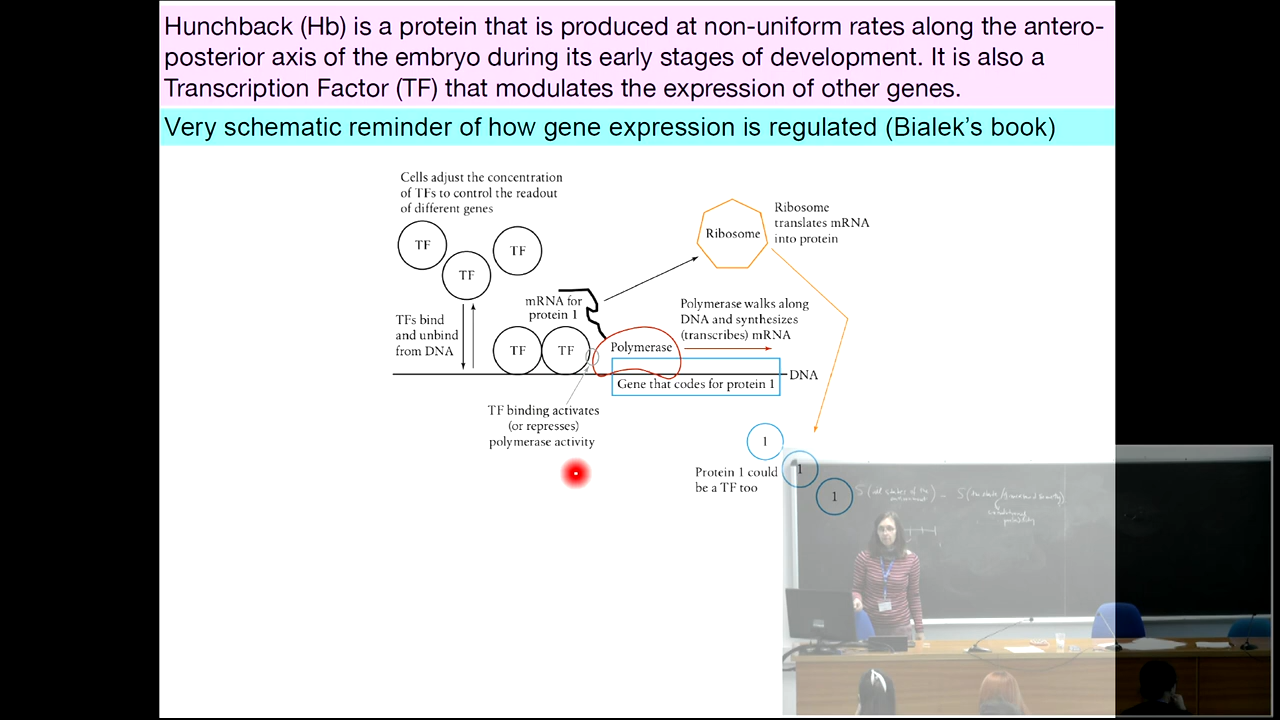 Hunchback (Hb) is a protein that is produced at non-uniform rates along the antero-
posterior axis of the embryo during its early stages of development. It is also a
Transcription Factor (TF) that modulates the expression of other genes.
Very schematic reminder of how gene expression is regulated (Bialek's book)
Cells adjust the concentration
of TFs to control the readout
of different genes
TF
TF
TF
Ribosome
Ribosome
translates mRNA
into protein
mRNA for
protein 1
Polymerase walks along
DNA and synthesizes
(transcribes) mRNA
TFs bind
and unbind
from DNA
TF
TF
Polymerase
Gene that codes for protein 1
DNA
TF binding activates
(or represses)
polymerase activity
1
1
1
Protein 1 could
be a TF too